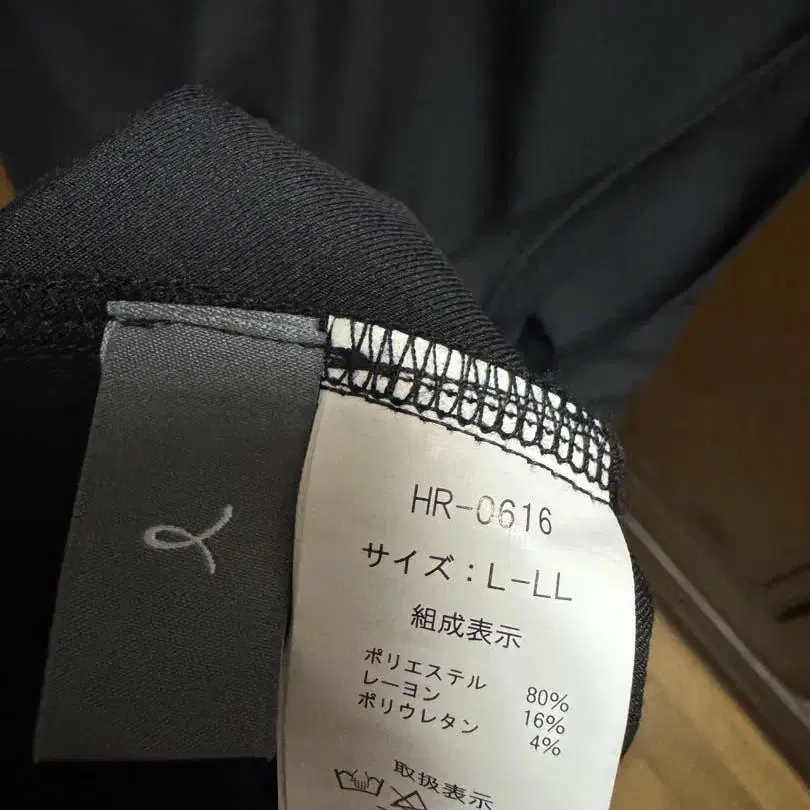 HR-0616
サイズ：L-LL
組成表示
ポリエステル 80%
レーヨン 16%
ポリウレタン 4%
取扱表示